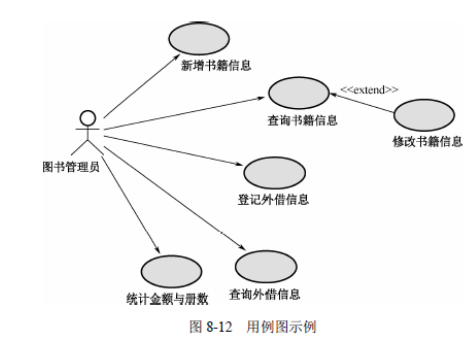 新增书籍信息
<<extend>>
查询书籍信息
修改书籍信息
图书管理员
登记外借信息
统计金额与册数
查询外借信息
图 8-12 用例图示例